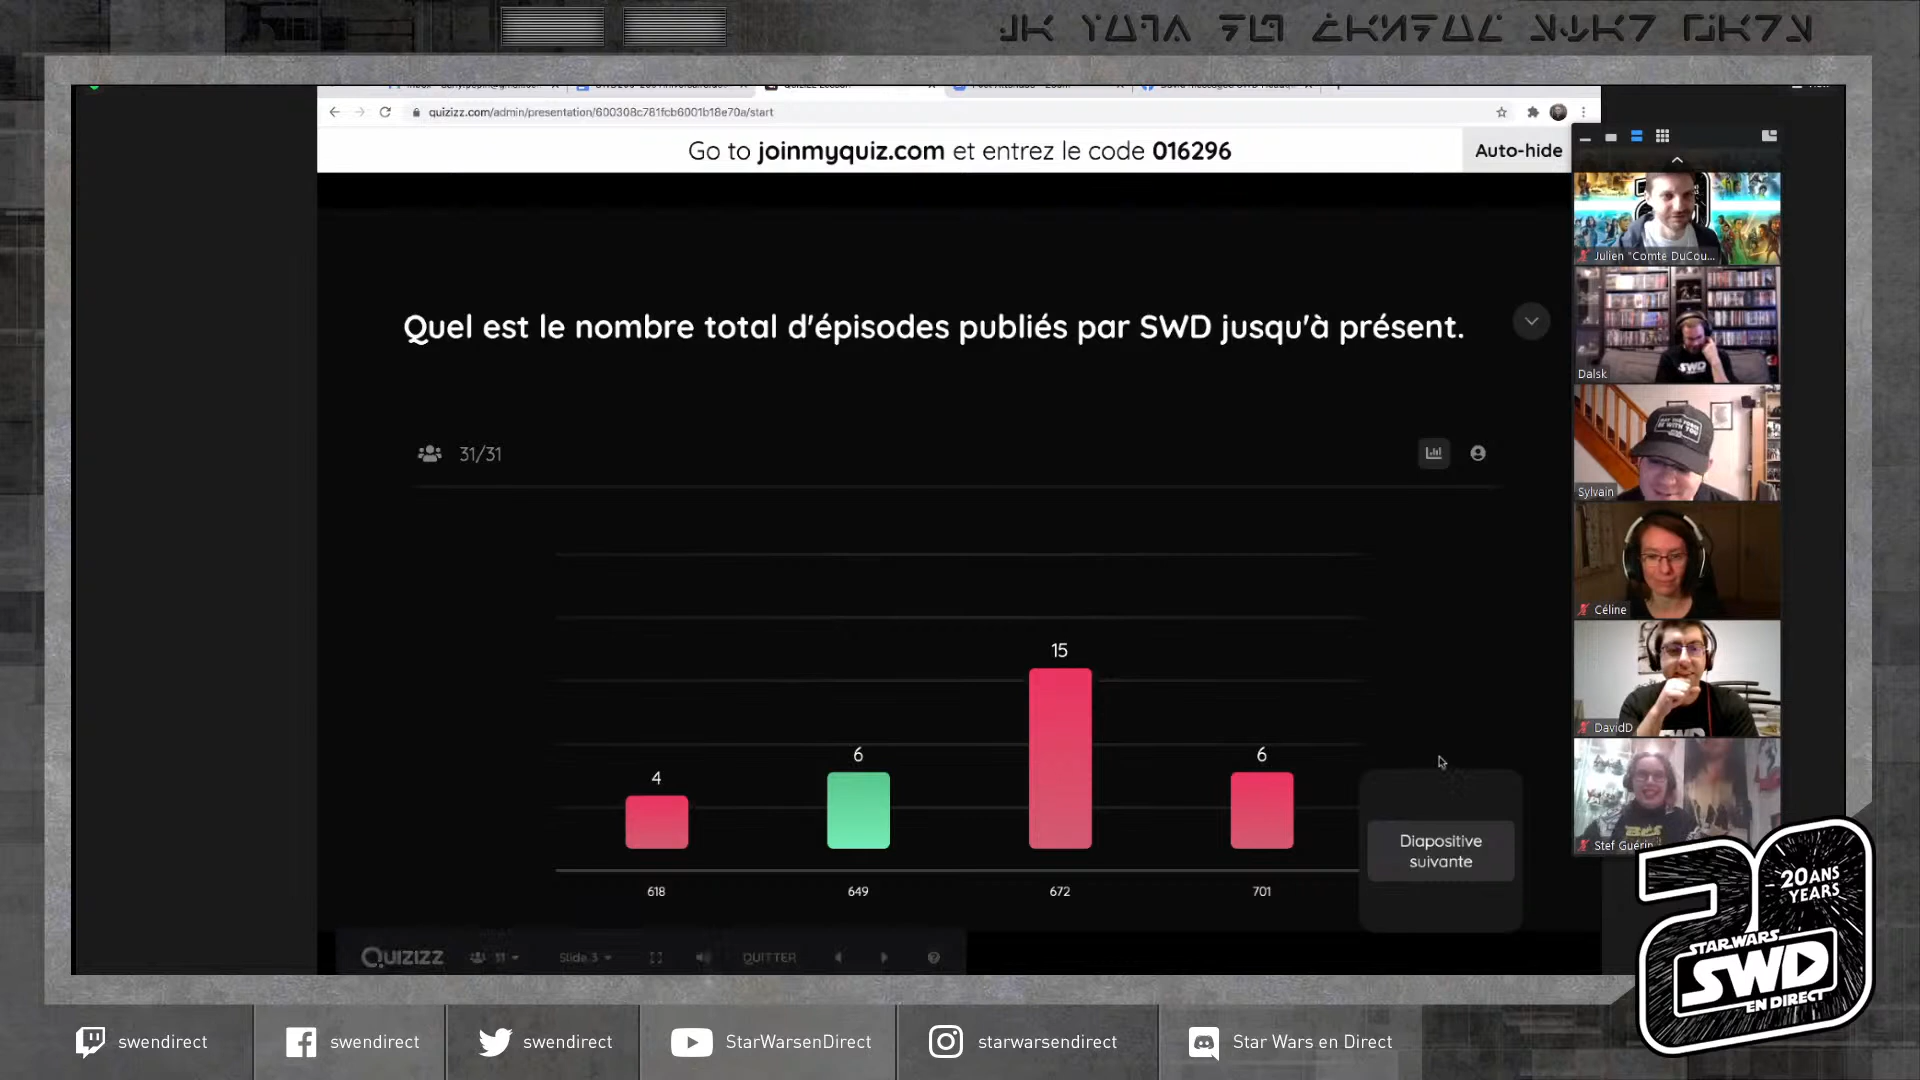 quizizz.com/admin/presentation/600308c781fcb6001b18e70a/start
Go to joinmyquiz.com et entrez le code 016296
Auto-hide
Julien "Comte DuCou...
Quel est le nombre total d'épisodes publiés par SWD jusqu'à présent.
Dalsk
31/31
Sylvain
Céline
15
6
6
4
DavidD
Diapositive
suivante
618
649
672
701
Stef Guérin
Quizizz
Slide 3
QUITTER
20 ANS
YEARS
STAR WARS
SWD
EN DIRECT
swendirect
swendirect
swendirect
StarWarsenDirect
starwarsendirect
Star Wars en Direct